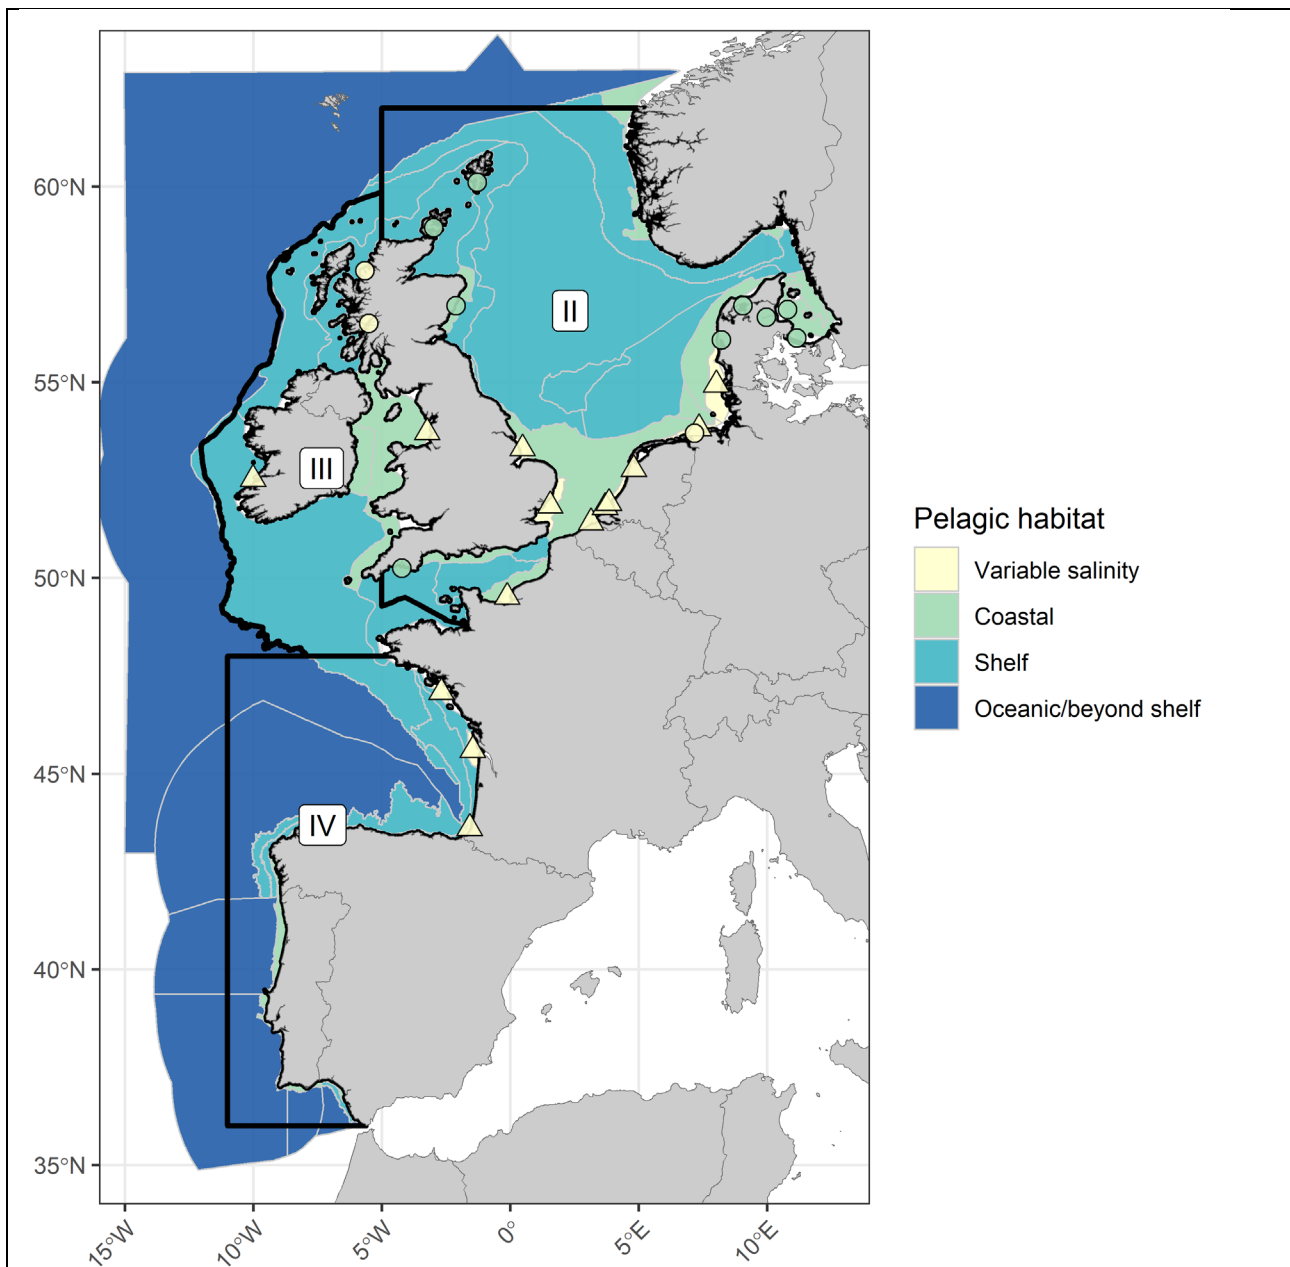 60°N
55°N
50°N
45°N
40°N
35°N
II
III
IV
15°W
10°W
5°W
0°
5°E
10°E
Pelagic habitat
Variable salinity
Coastal
Shelf
Oceanic/beyond shelf